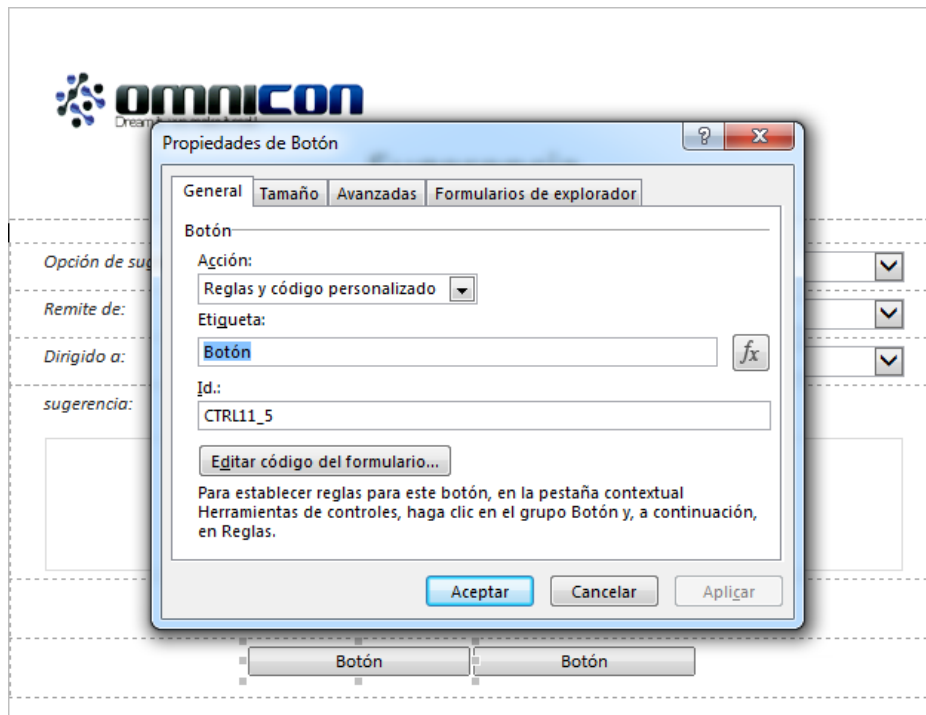 OMNICON
Dream
Propiedades de Botón
General Tamaño Avanzadas Formularios de explorador
Botón
Acción:
Reglas y código personalizado
Etiqueta:
Botón
fx
Id.:
CTRL11_5
Editar código del formulario...
Para establecer reglas para este botón, en la pestaña contextual
Herramientas de controles, haga clic en el grupo Botón y, a continuación,
en Reglas.
Aceptar Cancelar Aplicar
Opción de sug
Remite de:
Dirigido a:
sugerencia:
Botón Botón